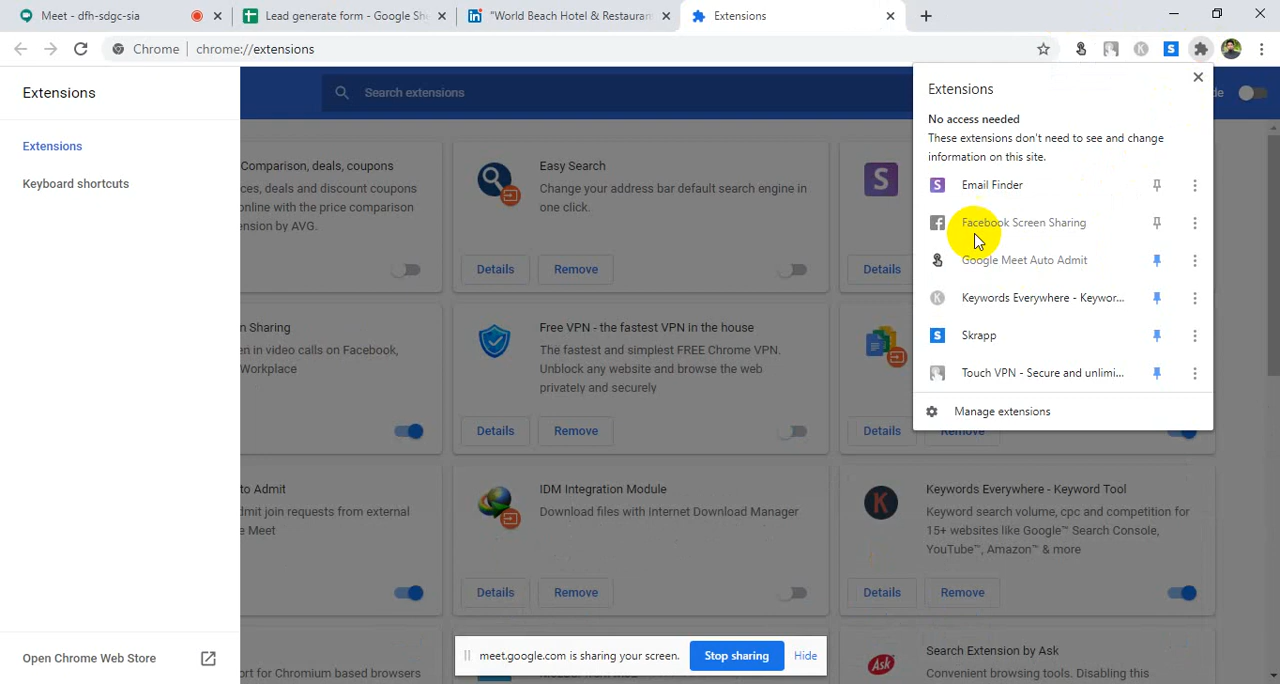 Meet - dfh-sdgc-sia
Lead generate form - Google She
"World Beach Hotel & Restauran
Extensions
Chrome
chrome://extensions
Extensions
Extensions
Keyboard shortcuts
Open Chrome Web Store
Search extensions
Comparison, deals, coupons
ces, deals and discount coupons
online with the price comparison
ension by AVG.
Details
Remove
Easy Search
Change your address bar default search engine in
one click.
Details
n Sharing
en in video calls on Facebook,
Workplace
Details
Remove
Free VPN - the fastest VPN in the house
The fastest and simplest FREE Chrome VPN.
Unblock any website and browse the web
privately and securely
Details
Remove
to Admit
dmit join requests from external
Meet
IDM Integration Module
Download files with Internet Download Manager
Details
Remove
Keywords Everywhere - Keyword Tool
Keyword search volume, cpc and competition for
15+ websites like Google™ Search Console,
YouTube™, Amazon™ & more
Details
Remove
port for Chromium based browsers
Search Extension by Ask
Convenient browsing tools. Disabling this
Extensions
No access needed
These extensions don't need to see and change
information on this site.
Email Finder
Facebook Screen Sharing
Google Meet Auto Admit
Keywords Everywhere - Keywor...
Skrapp
Touch VPN - Secure and unlimi...
Manage extensions
meet.google.com is sharing your screen.
Stop sharing
Hide